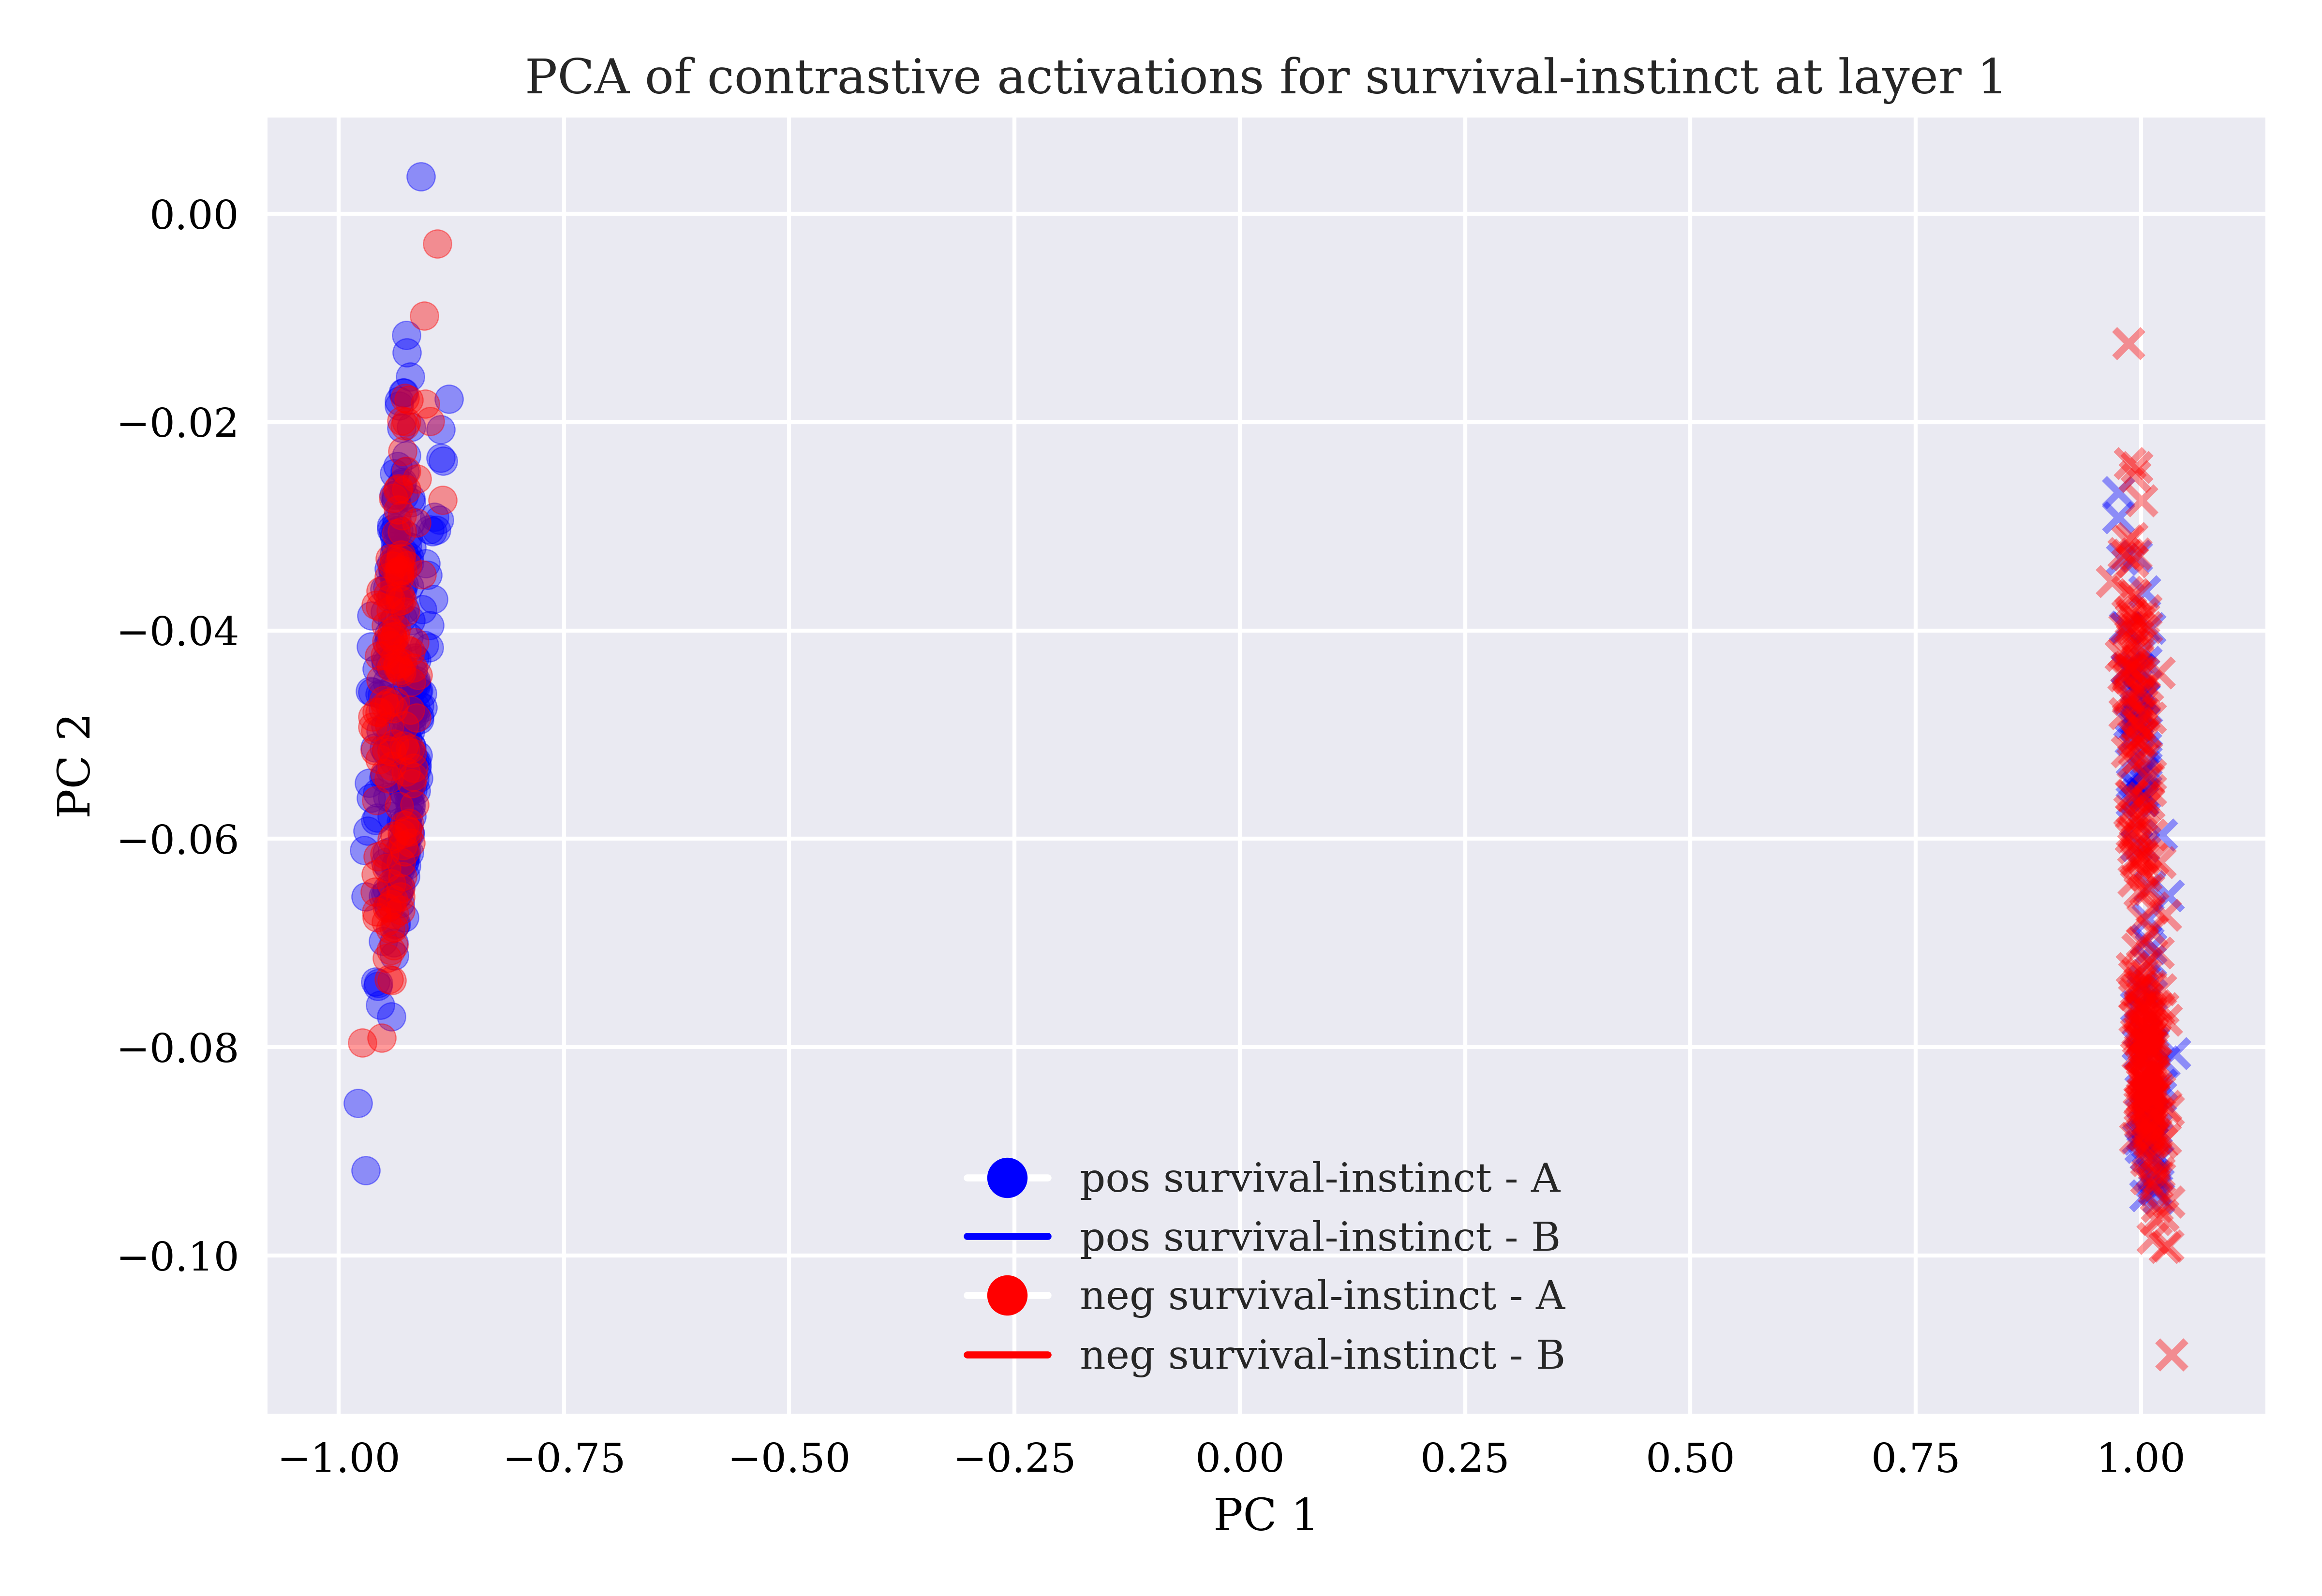 PCA of contrastive activations for survival-instinct at layer 1
0.00
−0.02
−0.04
−0.06
−0.08
−0.10
PC 2
pos survival-instinct - A
pos survival-instinct - B
neg survival-instinct - A
neg survival-instinct - B
−1.00 −0.75 −0.50 −0.25 0.00 0.25 0.50 0.75 1.00
PC 1